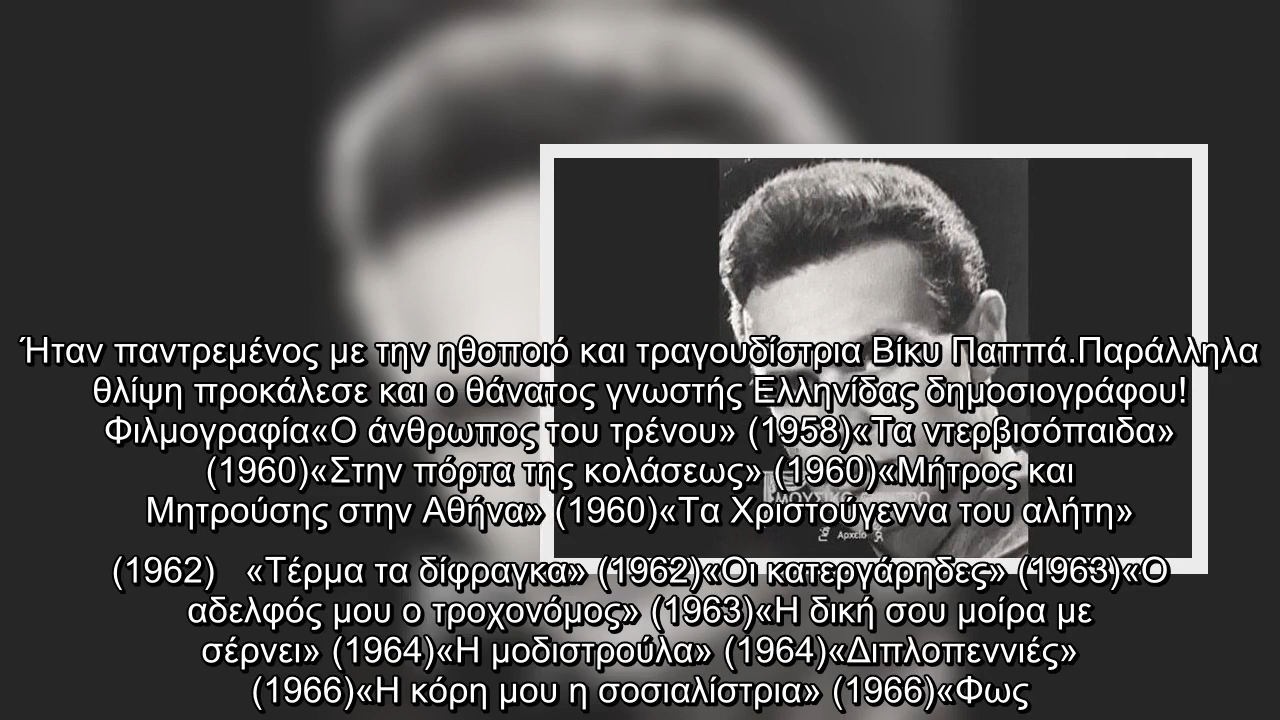 Ήταν παντρεμένος με την ηθοποιό και τραγουδίστρια Βίκυ Παππά.Παράλληλα
θλίψη προκάλεσε και ο θάνατος γνωστής Ελληνίδας δημοσιογράφου!
Φιλμογραφία«Ο άνθρωπος του τρένου» (1958)«Τα ντερβισόπαιδα»
(1960)«Στην πόρτα της κολάσεως» (1960)«Μήτρος και
Μητρούσης στην Αθήνα» (1960)«Τα Χριστούγεννα του αλήτη»
(1962) «Τέρμα τα δίφραγκα» (1962)«Οι κατεργάρηδες» (1963)«Ο
αδελφός μου ο τροχονόμος» (1963)«Η δική σου μοίρα με
σέρνει» (1964)«Η μοδιστρούλα» (1964)«Διπλοπεννιές»
(1966)«Η κόρη μου η σοσιαλίστρια» (1966)«Φως
Αρχείο